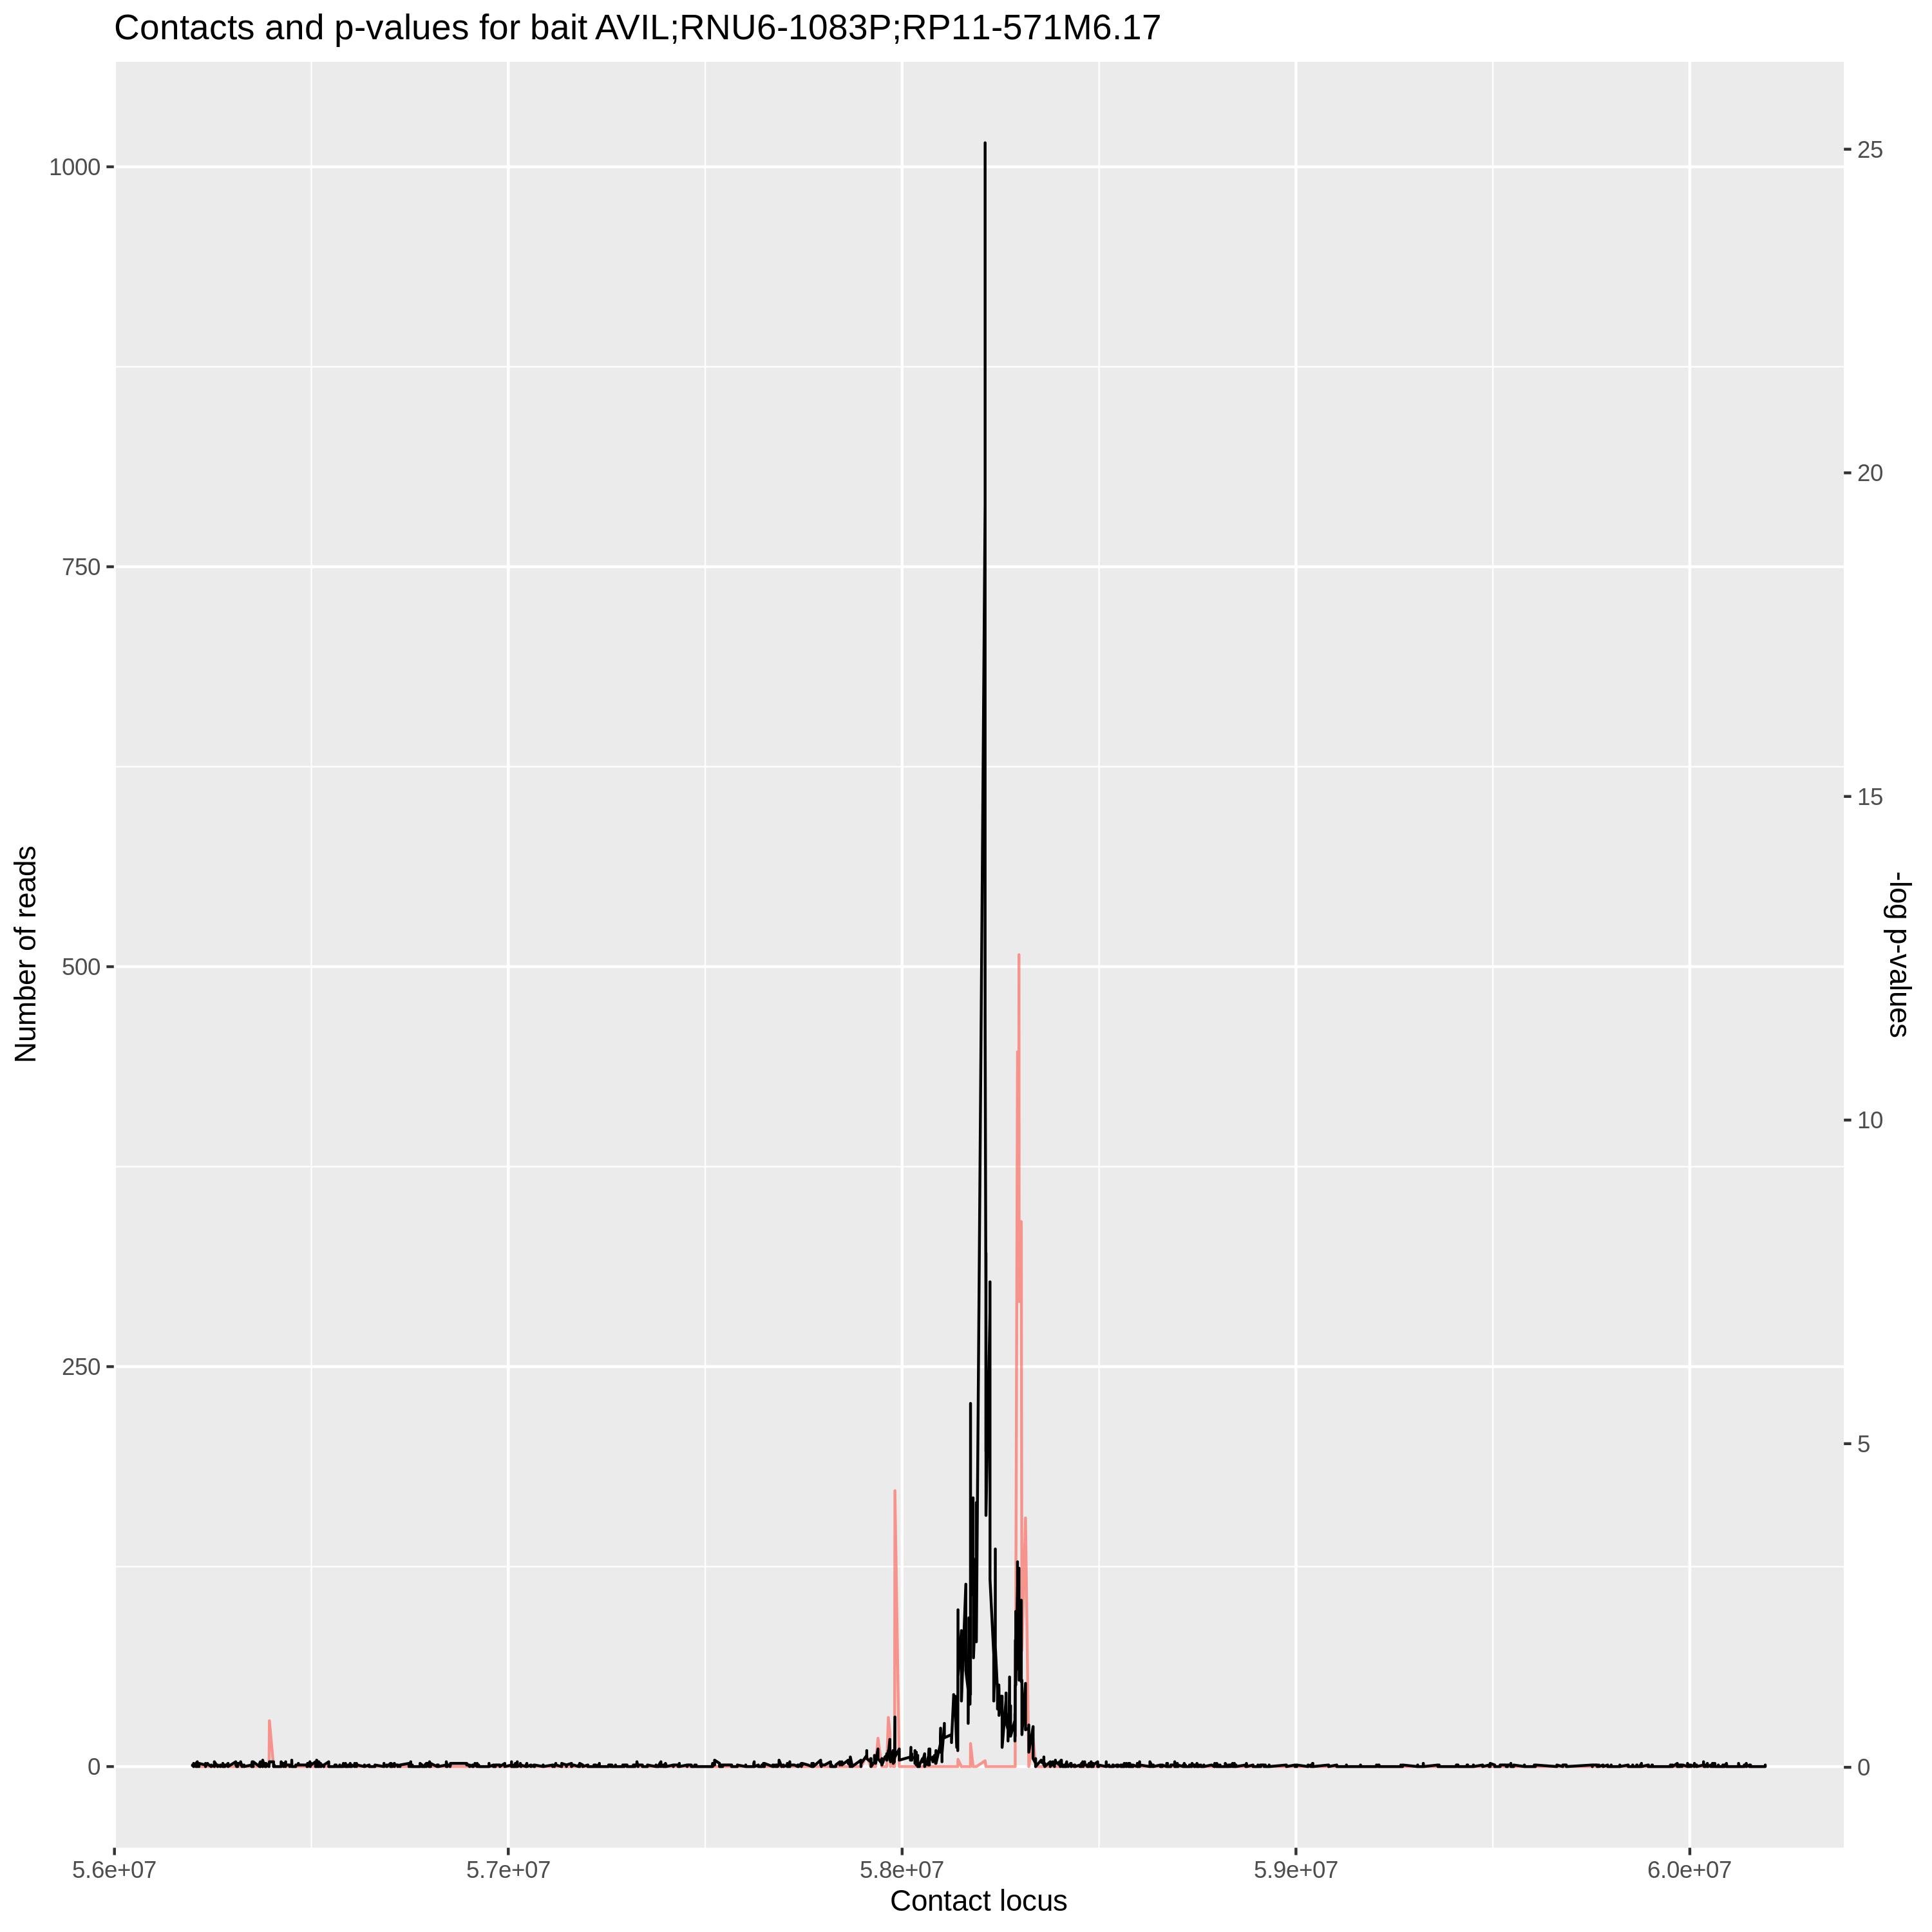 Contacts and p-values for bait AVIL;RNU6-1083P;RP11-571M6.17
1000
750
500
250
0
Number of reads
25
20
15
10
5
0
-log p-values
5.6e+07
5.7e+07
5.8e+07
5.9e+07
6.0e+07
Contact locus